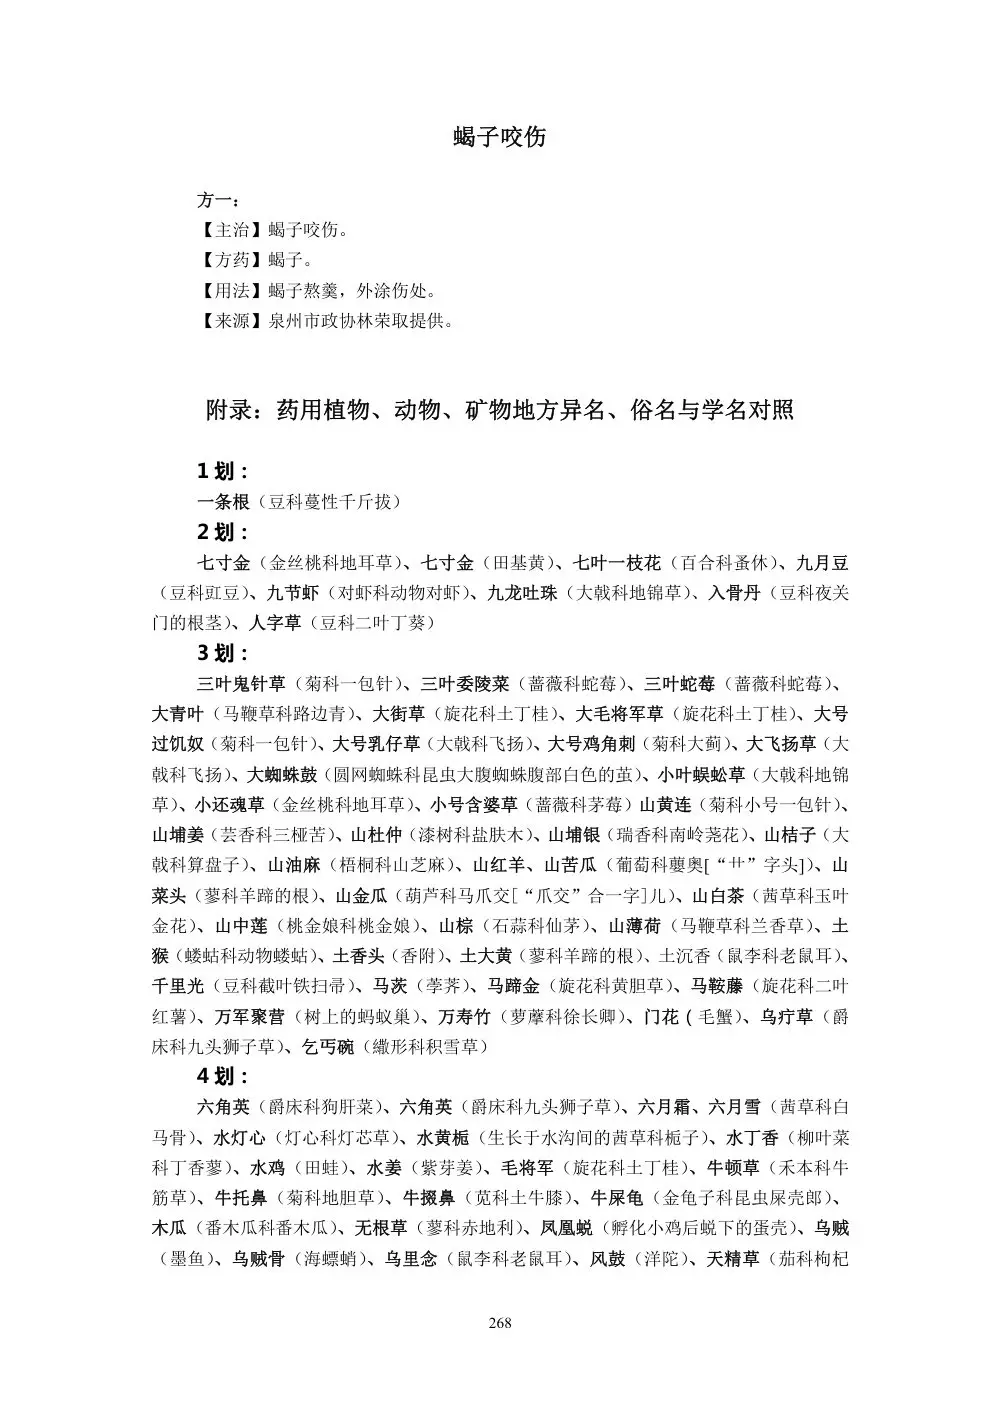 蝎子咬伤
方一：
【主治】蝎子咬伤。
【方药】蝎子。
【用法】蝎子熬羹，外涂伤处。
【来源】泉州市政协林荣取提供。
附录：药用植物、动物、矿物地方异名、俗名与学名对照
1 划：
一条根（豆科蔓性千斤拔）
2 划：
七寸金（金丝桃科地耳草）、七寸金（田基黄）、七叶一枝花（百合科蚤休）、九月豆
（豆科豇豆）、九节虾（对虾科动物对虾）、九龙吐珠（大戟科地锦草）、入骨丹（豆科夜关
门的根茎）、人字草（豆科二叶丁葵）
3 划：
三叶鬼针草（菊科一包针）、三叶委陵菜（蔷薇科蛇莓）、三叶蛇莓（蔷薇科蛇莓）、
大青叶（马鞭草科路边青）、大街草（旋花科土丁桂）、大毛将军草（旋花科土丁桂）、大号
过饥奴（菊科一包针）、大号乳仔草（大戟科飞扬）、大号鸡角刺（菊科大蓟）、大飞扬草（大
戟科飞扬）、大蜘蛛鼓（圆网蜘蛛科昆虫大腹蜘蛛腹部白色的茧）、小叶蜈蚣草（大戟科地锦
草）、小还魂草（金丝桃科地耳草）、小号含婆草（蔷薇科茅莓）山黄连（菊科小号一包针）、
山埔姜（芸香科三桠苦）、山杜仲（漆树科盐肤木）、山埔银（瑞香科南岭荛花）、山桔子（大
戟科算盘子）、山油麻（梧桐科山芝麻）、山红羊、山苦瓜（葡萄科蘡奥[“艹”字头]）、山
菜头（蓼科羊蹄的根）、山金瓜（葫芦科马爪交[“爪交”合一字]儿）、山白茶（茜草科玉叶
金花）、山中莲（桃金娘科桃金娘）、山棕（石蒜科仙茅）、山薄荷（马鞭草科兰香草）、土
猴（蝼蛄科动物蝼蛄）、土香头（香附）、土大黄（蓼科羊蹄的根）、土沉香（鼠李科老鼠耳）、
千里光（豆科截叶铁扫帚）、马茨（荸荠）、马蹄金（旋花科黄胆草）、马鞍藤（旋花科二叶
红薯）、万军聚营（树上的蚂蚁巢）、万寿竹（萝藦科徐长卿）、门花（毛蟹）、乌疔草（爵
床科九头狮子草）、乞丐碗（繖形科积雪草）
4 划：
六角英（爵床科狗肝菜）、六角英（爵床科九头狮子草）、六月霜、六月雪（茜草科白
马骨）、水灯心（灯心科灯芯草）、水黄栀（生长于水沟间的茜草科栀子）、水丁香（柳叶菜
科丁香蓼）、水鸡（田蛙）、水姜（紫芽姜）、毛将军（旋花科土丁桂）、牛顿草（禾本科牛
筋草）、牛托鼻（菊科地胆草）、牛掇鼻（苋科土牛膝）、牛屎龟（金龟子科昆虫屎壳郎）、
木瓜（番木瓜科番木瓜）、无根草（蓼科赤地利）、凤凰蜕（孵化小鸡后蜕下的蛋壳）、乌贼
（墨鱼）、乌贼骨（海螵蛸）、乌里念（鼠李科老鼠耳）、风鼓（洋陀）、天精草（茄科枸杞
268